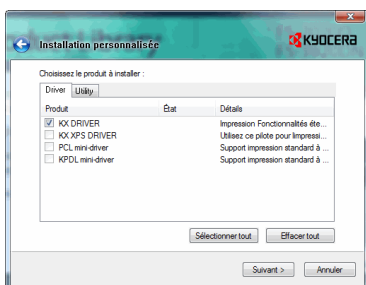 Installation personnalisée
KYOCERA
Choisissez le produit à installer :
Driver Utility
Produit État Détails
KX DRIVER Impression Fonctionnalités éte...
KX XPS DRIVER Utilisez ce pilote pour Impressi...
PCL mini-driver Support impression standard à ...
KPDL mini-driver Support impression standard à ...
Sélectionner tout Effacer tout
Suivant > Annuler